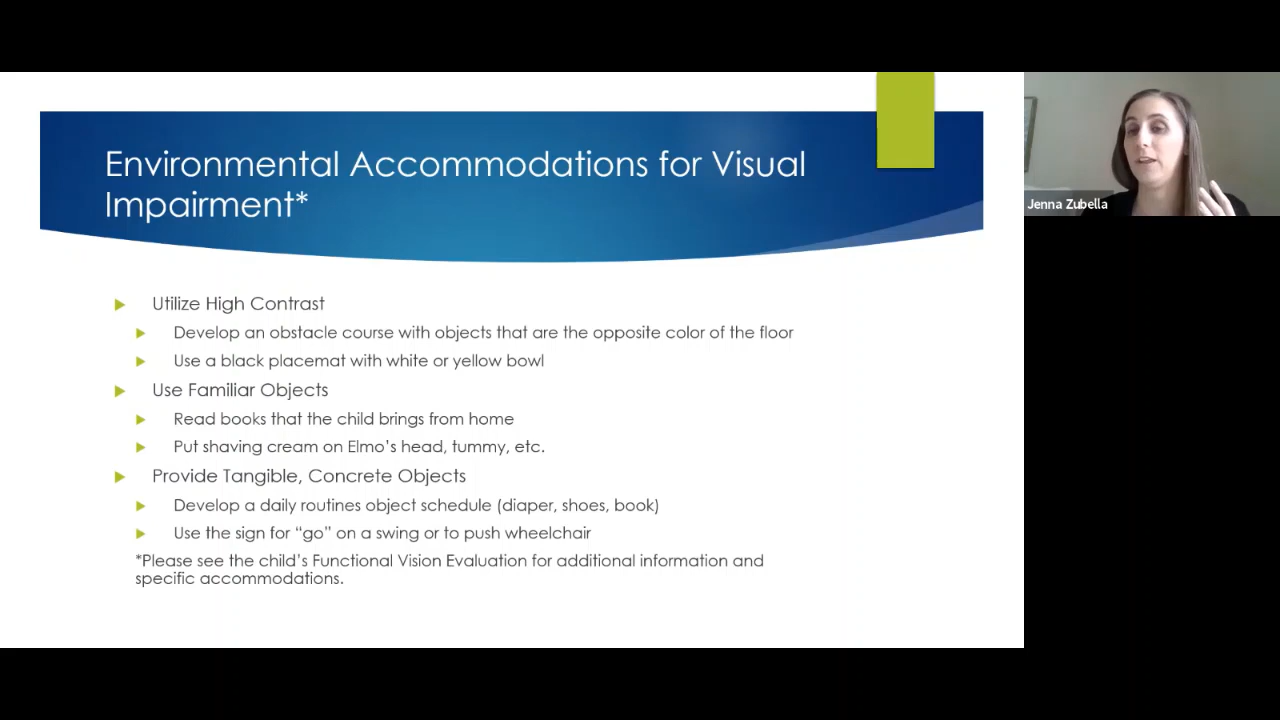 Environmental Accommodations for Visual
Impairment*
Utilize High Contrast
Develop an obstacle course with objects that are the opposite color of the floor
Use a black placemat with white or yellow bowl
Use Familiar Objects
Read books that the child brings from home
Put shaving cream on Elmo’s head, tummy, etc.
Provide Tangible, Concrete Objects
Develop a daily routines object schedule (diaper, shoes, book)
Use the sign for “go” on a swing or to push wheelchair
*Please see the child’s Functional Vision Evaluation for additional information and
specific accommodations.
Jenna Zubella